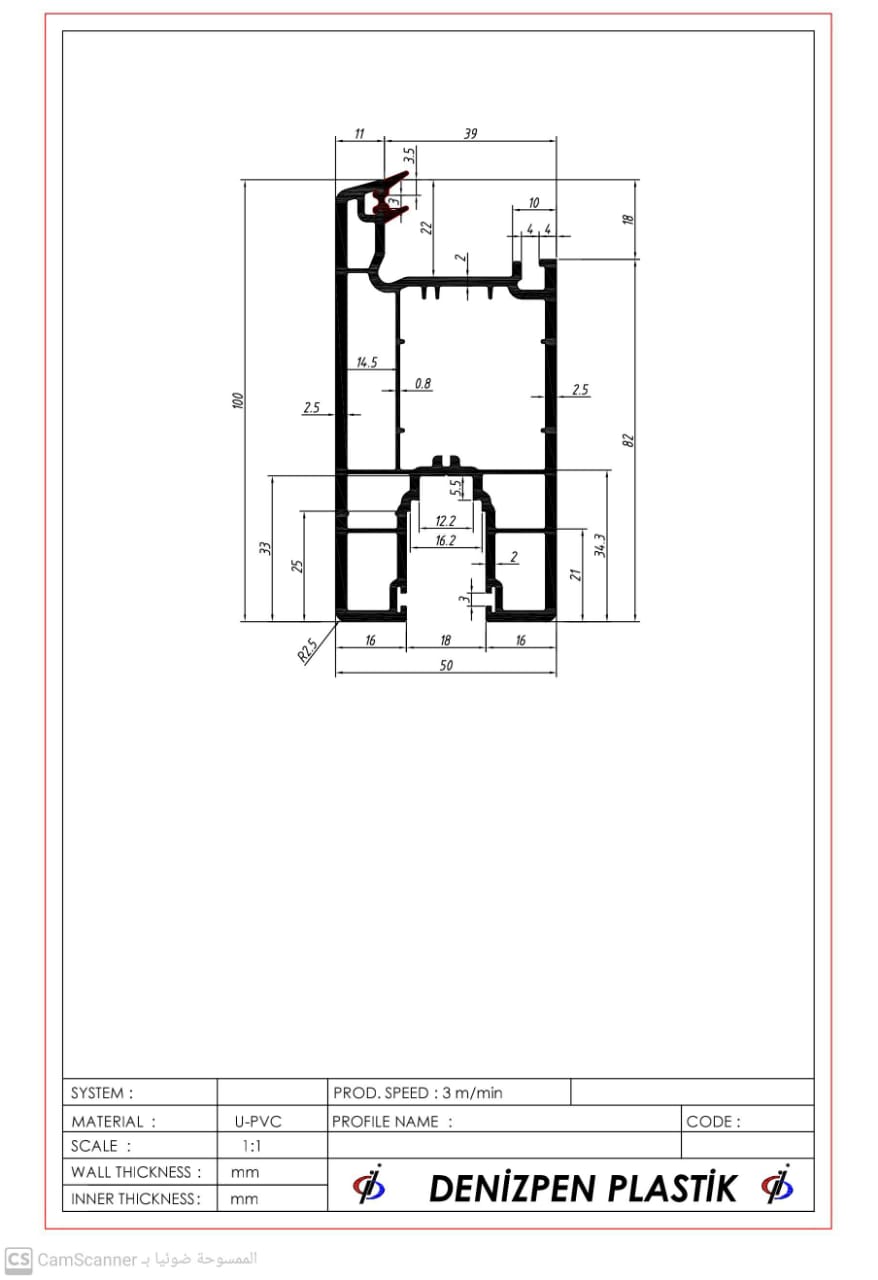 11
39
3.5
3
22
2
10
4
4
18
14.5
0.8
2.5
2.5
100
82
5.5
12.2
16.2
33
25
2
3
21
34.3
R2.5
16
18
16
50
SYSTEM :
PROD. SPEED : 3 m/min
MATERIAL :
U-PVC
PROFILE NAME :
CODE :
SCALE :
1:1
WALL THICKNESS :
mm
INNER THICKNESS:
mm
DENİZPEN PLASTİK
CS CamScanner الممسوحة ضوئيا بـ